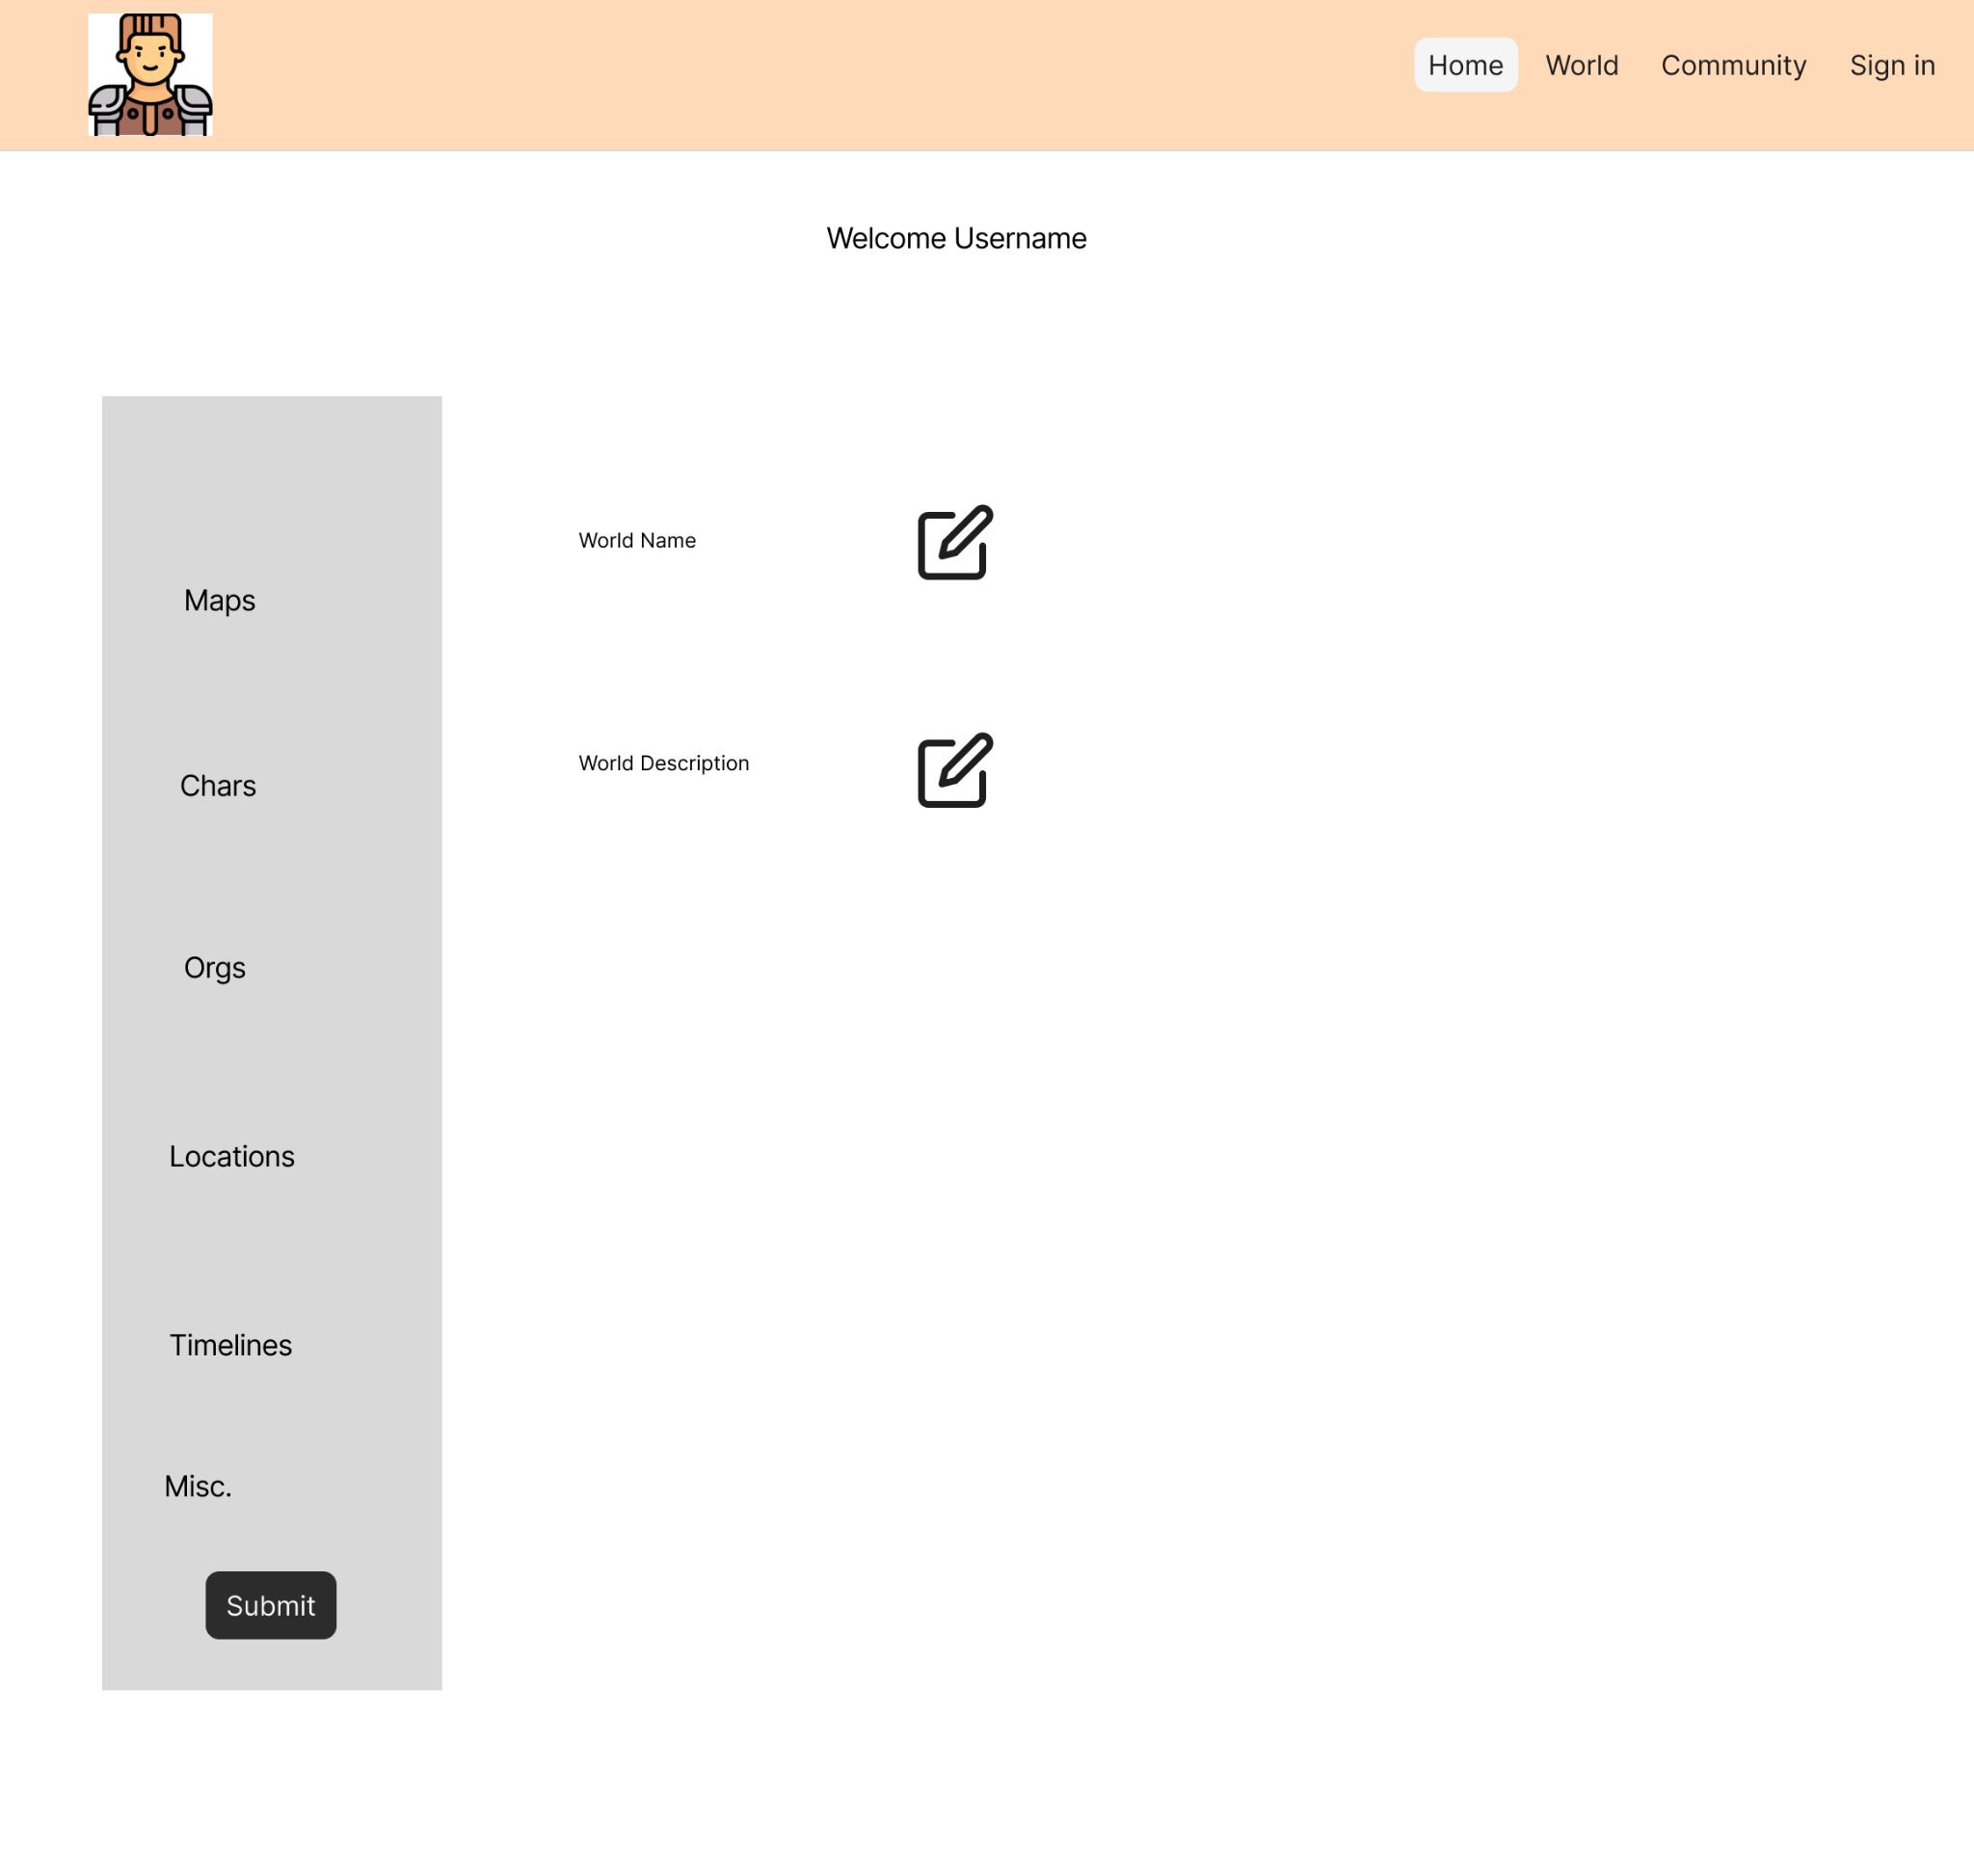 Home
World
Community
Sign in
Welcome Username
World Name
Maps
World Description
Chars
Orgs
Locations
Timelines
Misc.
Submit